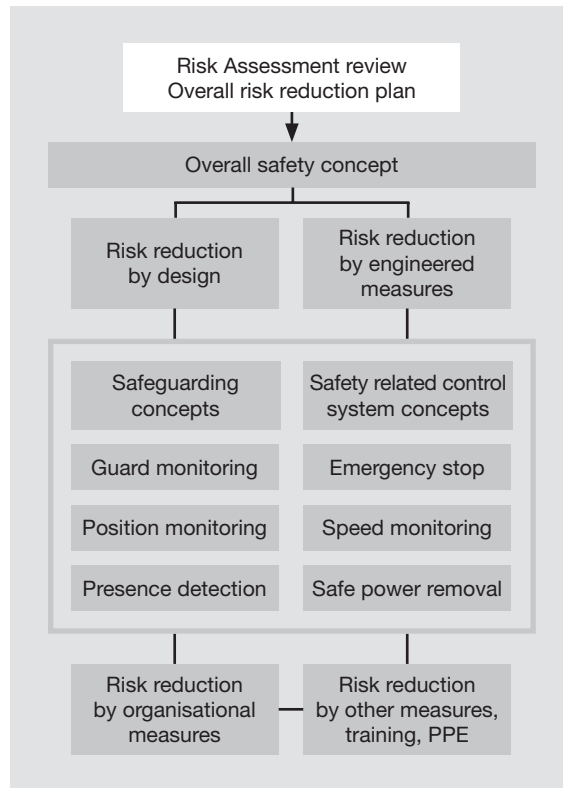 Risk Assessment review
Overall risk reduction plan
Overall safety concept
Risk reduction
by design
Risk reduction
by engineered
measures
Safeguarding
concepts
Safety related control
system concepts
Guard monitoring
Emergency stop
Position monitoring
Speed monitoring
Presence detection
Safe power removal
Risk reduction
by organisational
measures
Risk reduction
by other measures,
training, PPE